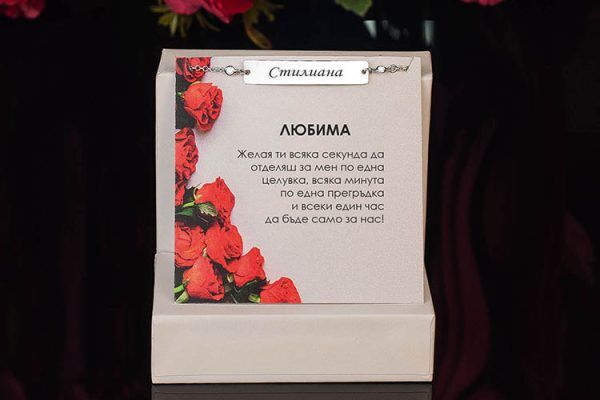 Стилиана
ЛЮБИМА
Желая ти всяка секунда да
отделяш за мен по една
целувка, всяка минута
по една прегръдка
и всеки един час
да бъде само за нас!